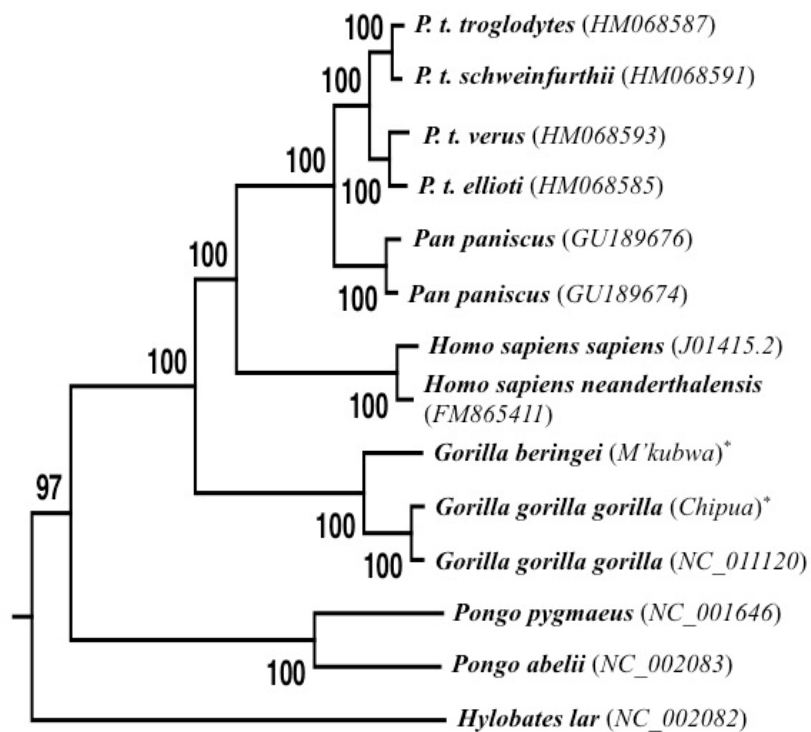 100
P. t. troglodytes (HM068587)
100
P. t. schweinfurthii (HM068591)
100
P. t. verus (HM068593)
100
P. t. ellioti (HM068585)
100
Pan paniscus (GU189676)
100
Pan paniscus (GU189674)
100
Homo sapiens sapiens (J01415.2)
100
Homo sapiens neanderthalensis
(FM865411)
97
Gorilla beringei (M’kubwa)*
100
Gorilla gorilla gorilla (Chipua)*
100
Gorilla gorilla gorilla (NC_011120)
Pongo pygmaeus (NC_001646)
100
Pongo abelii (NC_002083)
Hylobates lar (NC_002082)